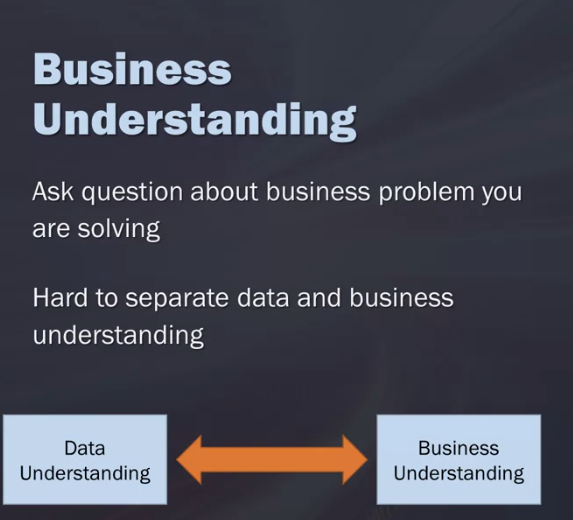 Business
Understanding
Ask question about business problem you
are solving
Hard to separate data and business
understanding
Data
Understanding
Business
Understanding